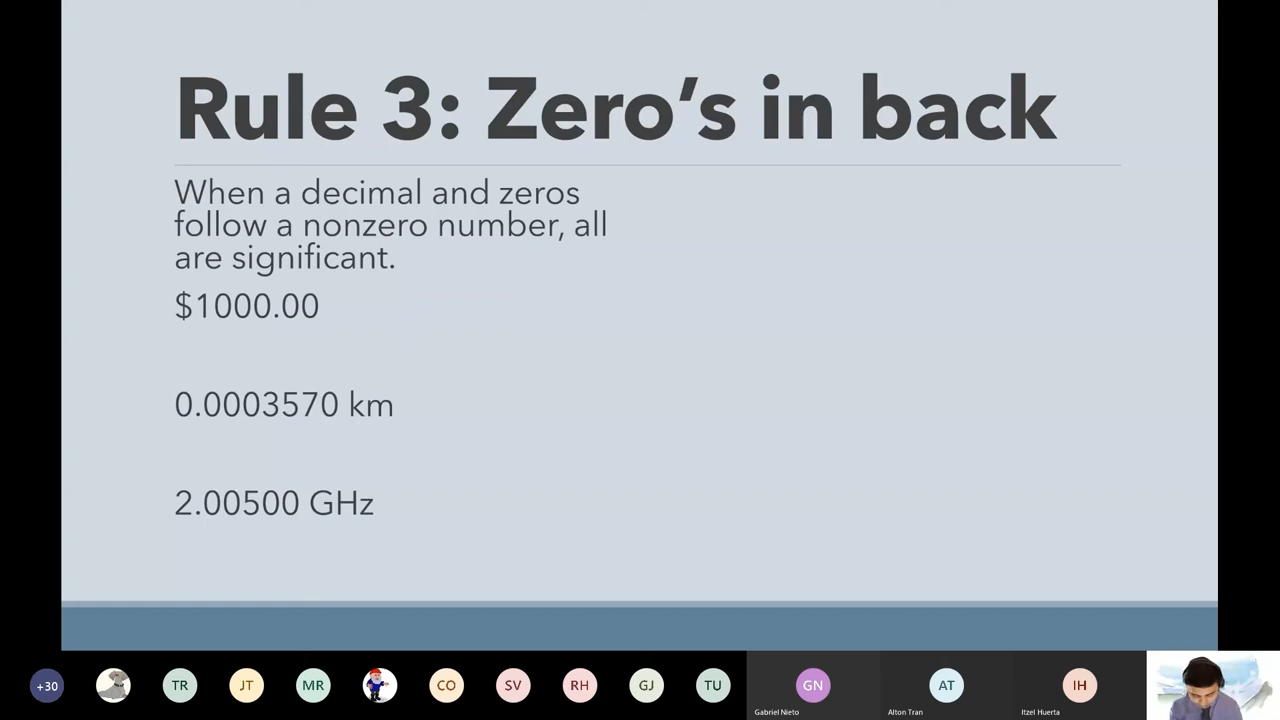 Rule 3: Zero’s in back
When a decimal and zeros
follow a nonzero number, all
are significant.
$1000.00
0.0003570 km
2.00500 GHz
+30
TR
JT
MR
CO
SV
RH
GJ
TU
GN
AT
IH
Gabriel Nieto
Alton Tran
Itzel Huerta